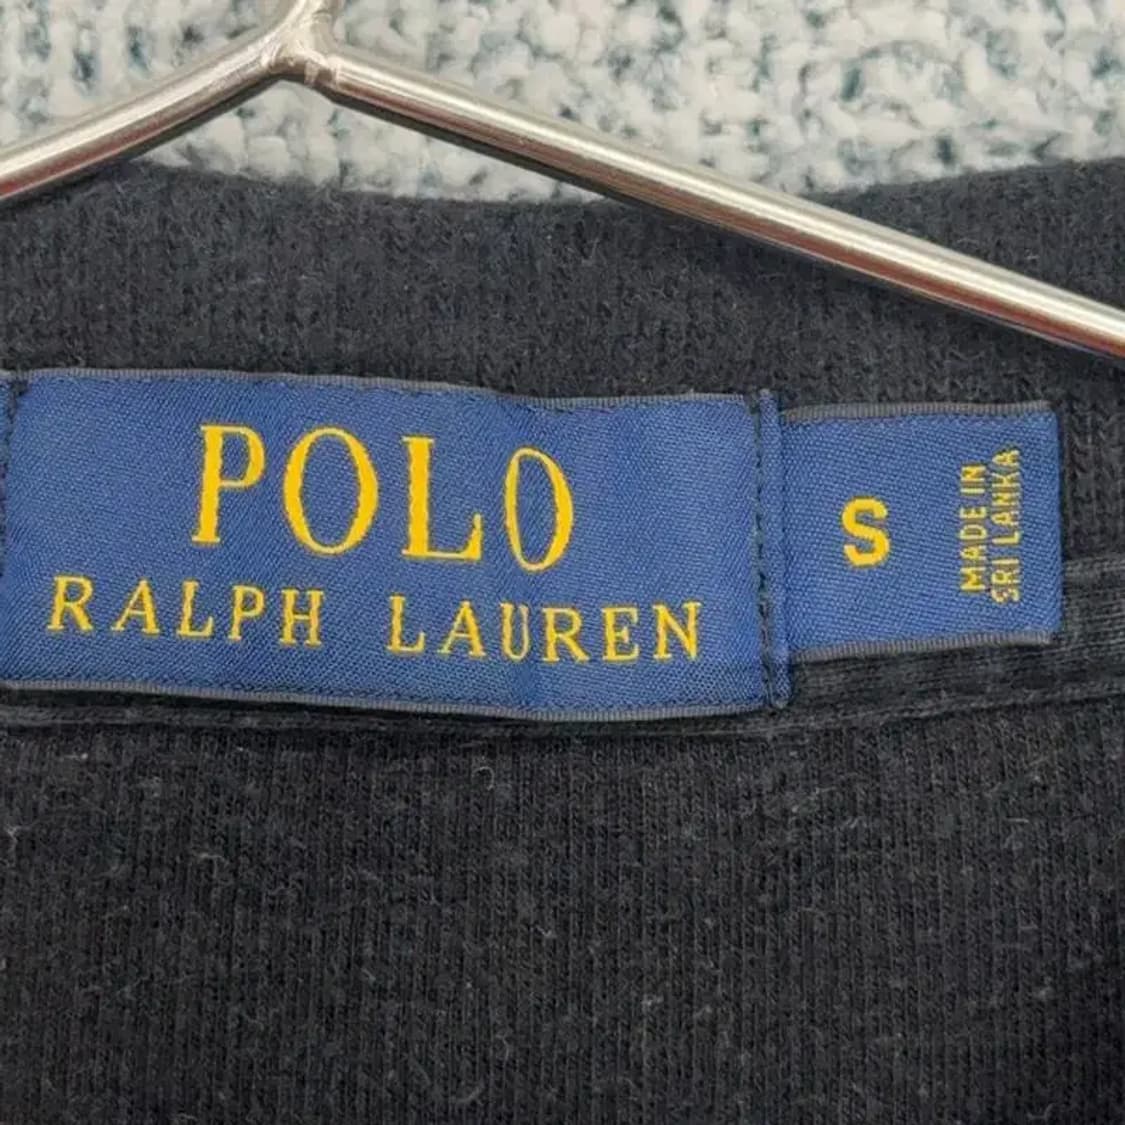 POLO
RALPH LAUREN
S
MADE IN
SRI LANKA